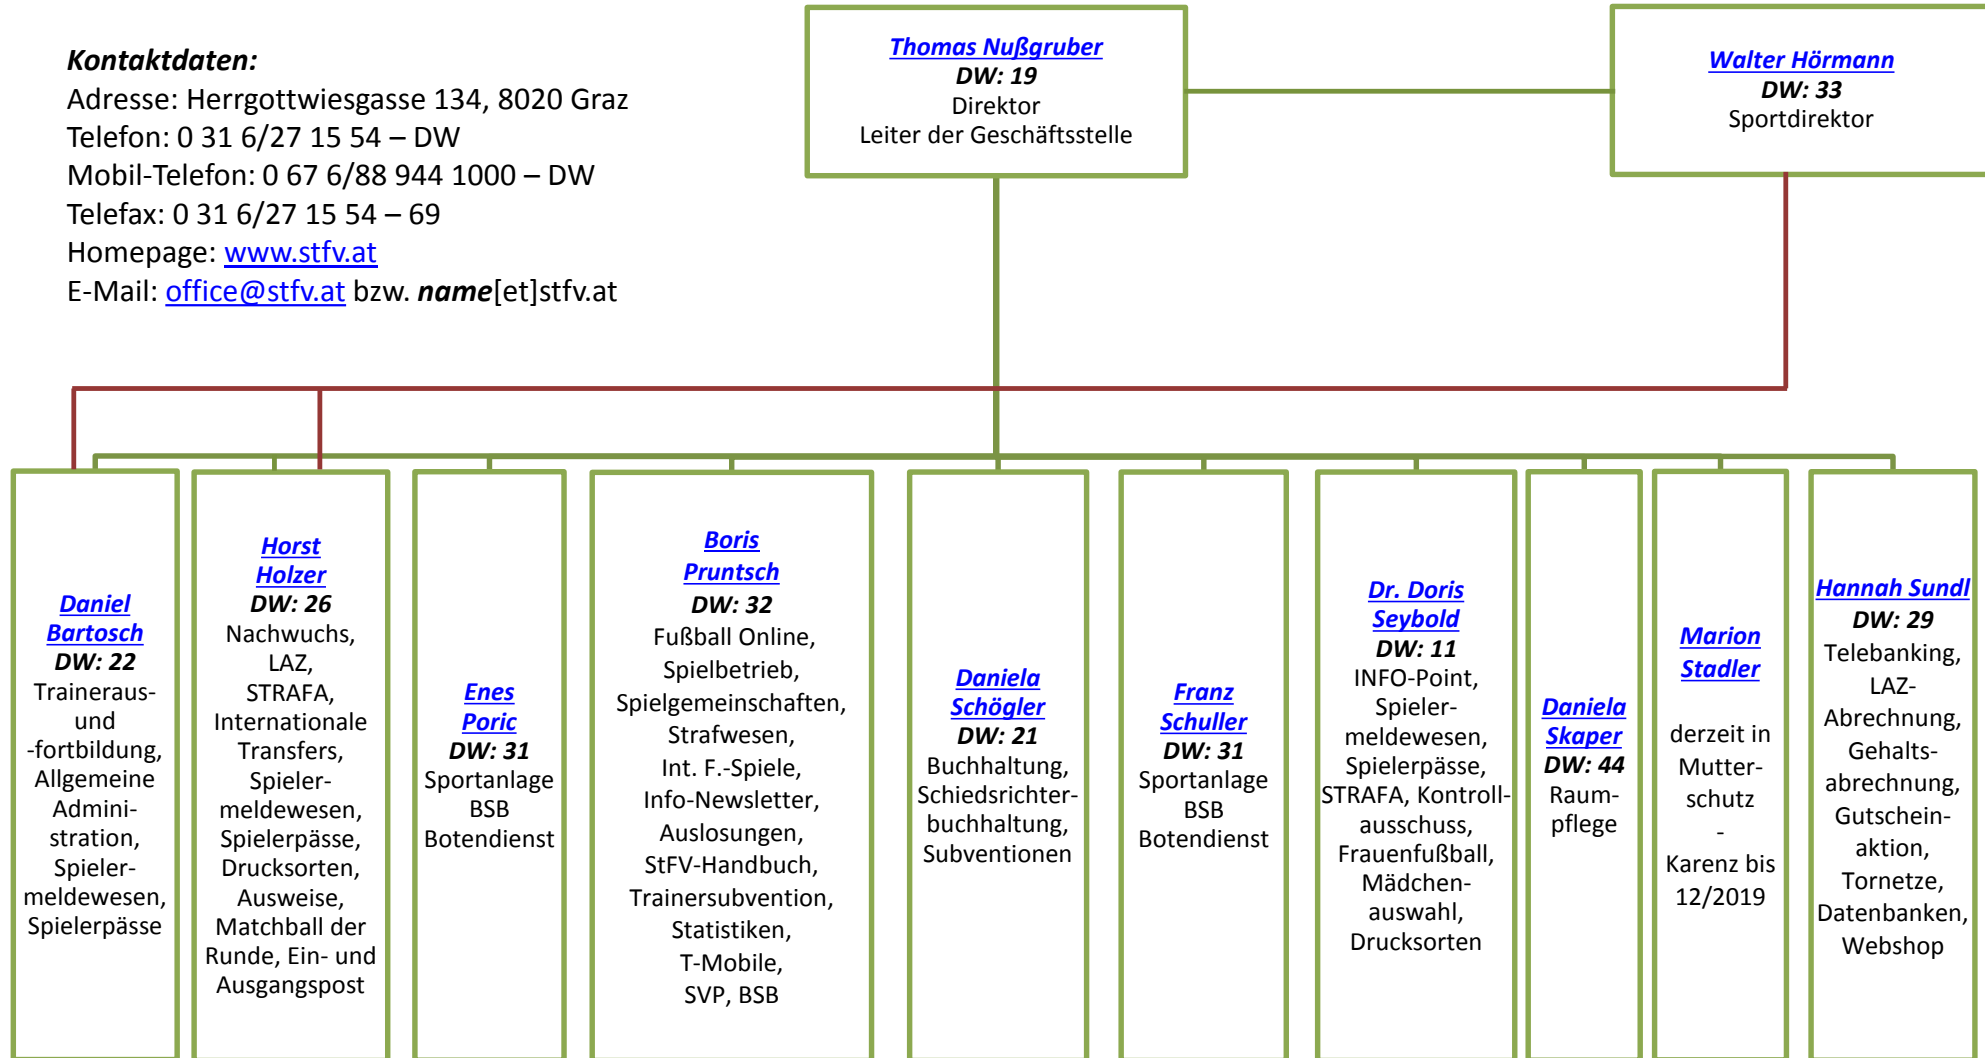 Kontaktdaten:
Adresse: Herrgottwiesgasse 134, 8020 Graz
Telefon: 0 31 6/27 15 54 – DW
Mobil-Telefon: 0 67 6/88 944 1000 – DW
Telefax: 0 31 6/27 15 54 – 69
Homepage: www.stfv.at
E-Mail: office@stfv.at bzw. name[et]stfv.at
Thomas Nußgruber
DW: 19
Direktor
Leiter der Geschäftsstelle
Walter Hörmann
DW: 33
Sportdirektor
Daniel
Bartosch
DW: 22
Traineraus-
und
-fortbildung,
Allgemeine
Admini-
stration,
Spieler-
meldewesen,
Spielerpässe
Horst
Holzer
DW: 26
Nachwuchs,
LAZ,
STRAFA,
Internationale
Transfers,
Spieler-
meldewesen,
Spielerpässe,
Drucksorten,
Ausweise,
Matchball der
Runde, Ein- und
Ausgangspost
Enes
Poric
DW: 31
Sportanlage
BSB
Botendienst
Boris
Pruntsch
DW: 32
Fußball Online,
Spielbetrieb,
Spielgemeinschaften,
Strafwesen,
Int. F.-Spiele,
Info-Newsletter,
Auslosungen,
StFV-Handbuch,
Trainersubvention,
Statistiken,
T-Mobile,
SVP, BSB
Daniela
Schögler
DW: 21
Buchhaltung,
Schiedsrichter-
buchhaltung,
Subventionen
Franz
Schuller
DW: 31
Sportanlage
BSB
Botendienst
Dr. Doris
Seybold
DW: 11
INFO-Point,
Spieler-
meldewesen,
Spielerpässe,
STRAFA, Kontroll-
ausschuss,
Frauenfußball,
Mädchen-
auswahl,
Drucksorten
Daniela
Skaper
DW: 44
Raum-
pflege
Marion
Stadler
derzeit in
Mutter-
schutz
-
Karenz bis
12/2019
Hannah Sundl
DW: 29
Telebanking,
LAZ-
Abrechnung,
Gehalts-
abrechnung,
Gutschein-
aktion,
Tornetze,
Datenbanken,
Webshop